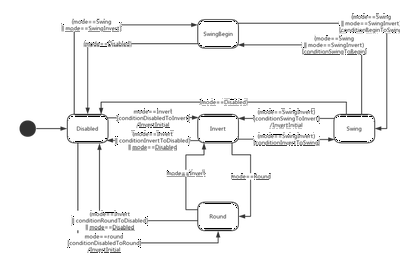 (mode==Swing
|| mode==SwingInvert)
(mode==Disabled)
SwingBegin
(mode==Swing
|| mode==SwingInvert)
(conditionBeginToSwing
(mode==Swing
|| mode==SwingInvert)
(conditionSwingToBegin)
(mode==Disabled)
Disabled
mode==Invert
(conditionDisabledToInvert)
/InvertInitial
mode==Invert
(conditionInvertToDisabled)
|| mode==Disabled
Invert
(mode==SwingInvert)
(conditionSwingToInvert)
/InvertInitial
(mode==SwingInvert)
(conditionInvertToSwing)
Swing
mode==Invert
mode==Round
Round
mode==Invert
(conditionRoundToDisabled)
|| mode==Disabled
mode==round
(conditionDisabledToRound)
/InvertInitial